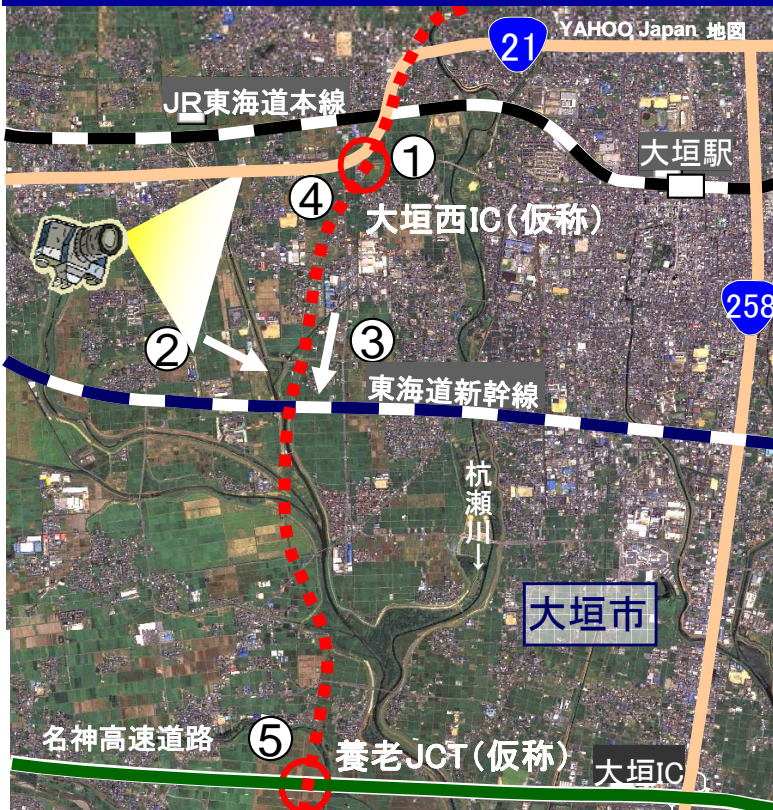 YAHOO Japan 地図
21
JR東海道本線
大垣駅
①
④
大垣西IC(仮称)
258
②
③
東海道新幹線
杭瀬川
大垣市
名神高速道路
⑤
養老JCT(仮称)
大垣IC